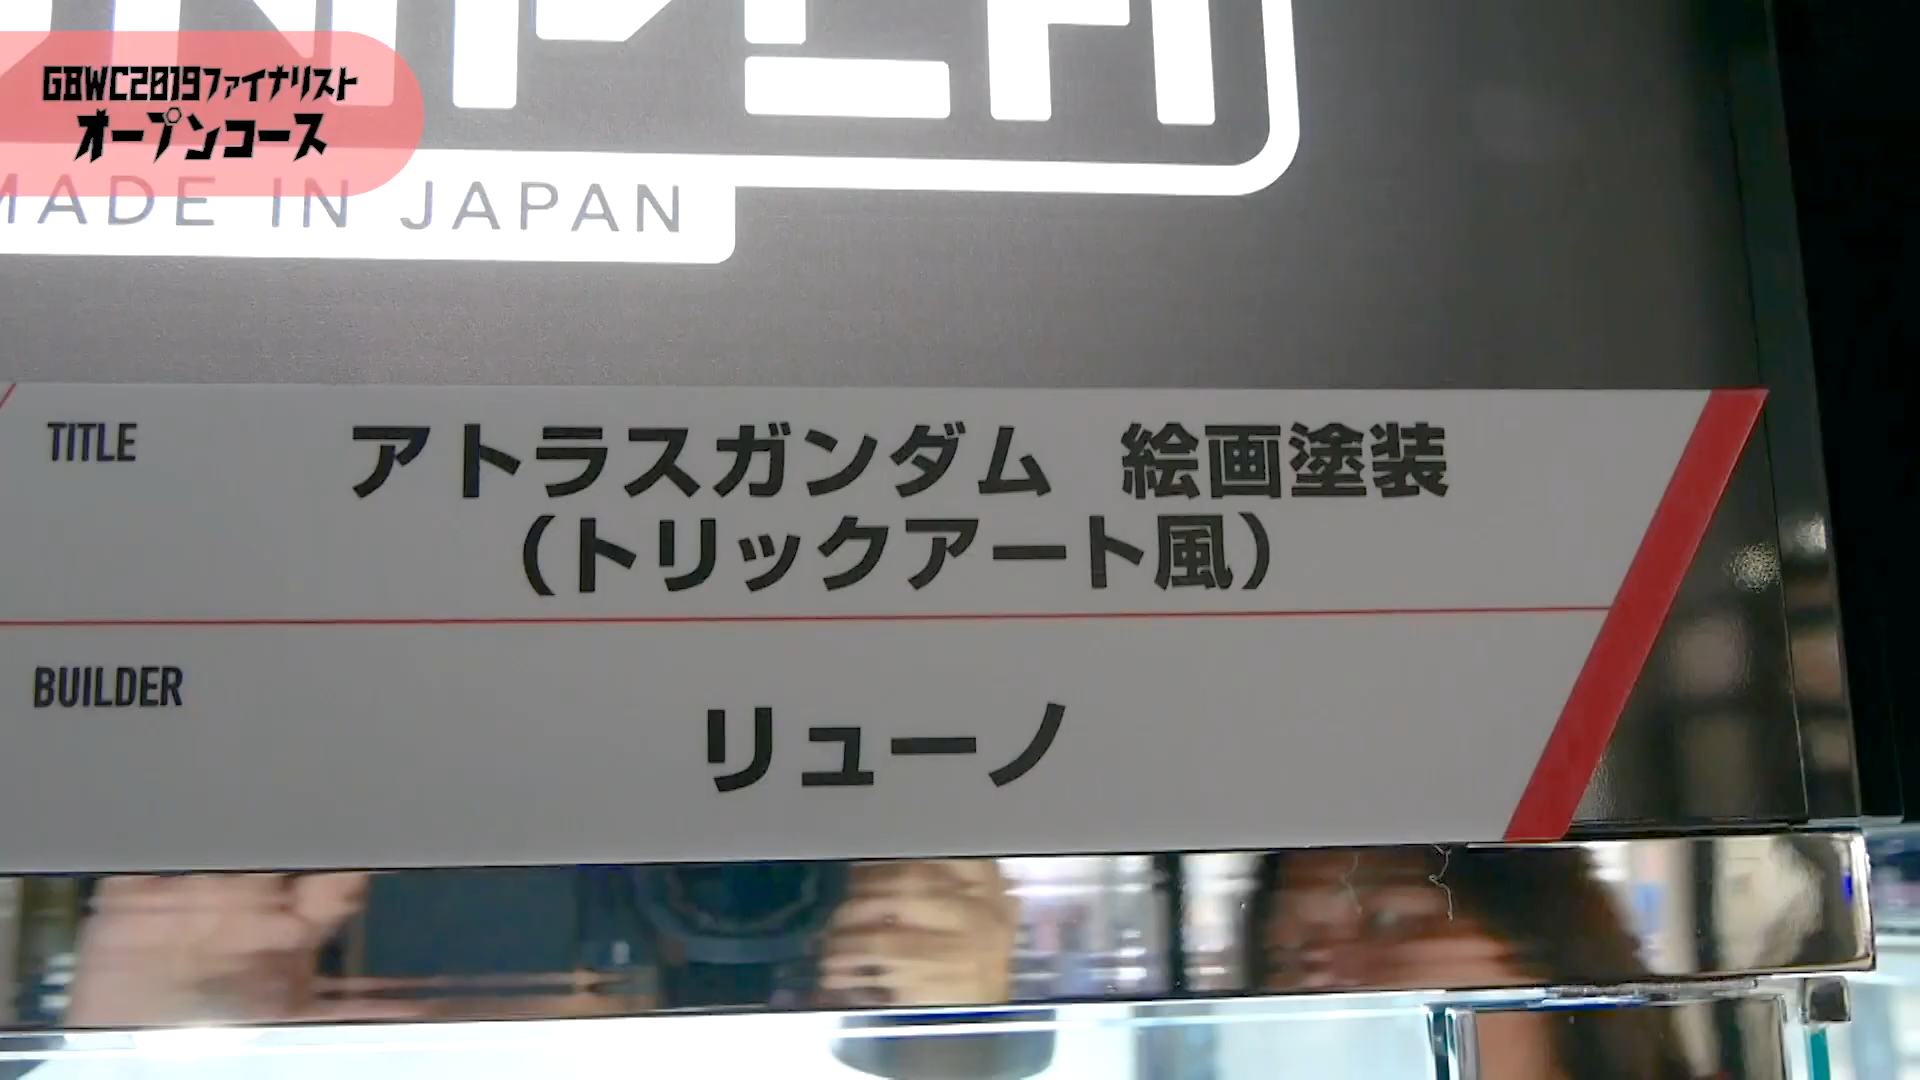 GBWC2019ファイナリスト
オープンコース
MADE IN JAPAN
TITLE
アトラスガンダム 絵画塗装
(トリックアート風)
BUILDER
リューノ